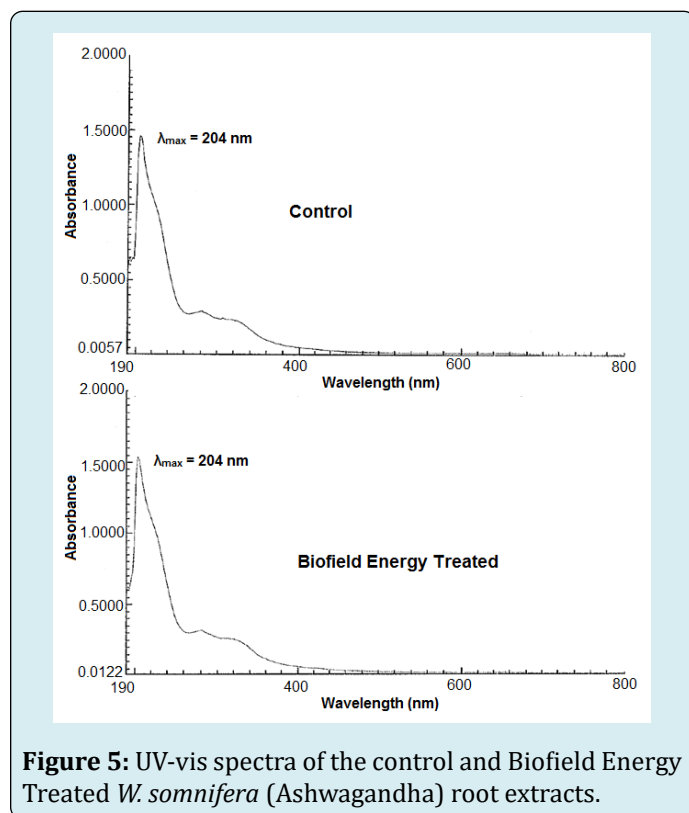 2.0000
λmax = 204 nm
1.5000
Absorbance
1.0000
Control
0.5000
0.0057
190 400 600 800
Wavelength (nm)
2.0000
λmax = 204 nm
1.5000
Absorbance
1.0000
Biofield Energy Treated
0.5000
0.0122
190 400 600 800
Wavelength (nm)
Figure 5: UV-vis spectra of the control and Biofield Energy
Treated W. somnifera (Ashwagandha) root extracts.